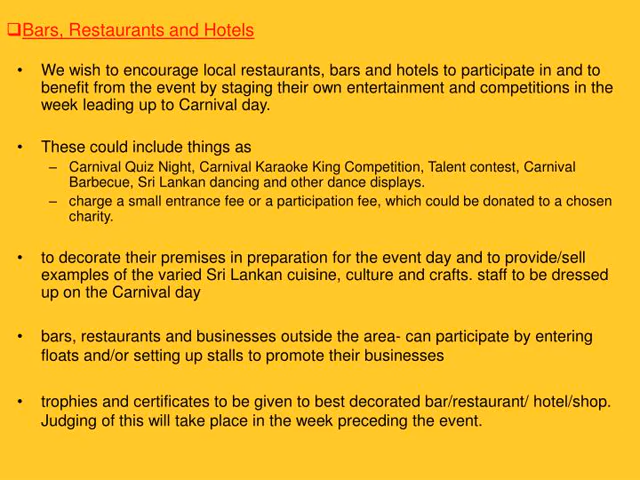 ❑Bars, Restaurants and Hotels
• We wish to encourage local restaurants, bars and hotels to participate in and to
benefit from the event by staging their own entertainment and competitions in the
week leading up to Carnival day.
• These could include things as
– Carnival Quiz Night, Carnival Karaoke King Competition, Talent contest, Carnival
Barbecue, Sri Lankan dancing and other dance displays.
– charge a small entrance fee or a participation fee, which could be donated to a chosen
charity.
• to decorate their premises in preparation for the event day and to provide/sell
examples of the varied Sri Lankan cuisine, culture and crafts. staff to be dressed
up on the Carnival day
• bars, restaurants and businesses outside the area- can participate by entering
floats and/or setting up stalls to promote their businesses
• trophies and certificates to be given to best decorated bar/restaurant/ hotel/shop.
Judging of this will take place in the week preceding the event.